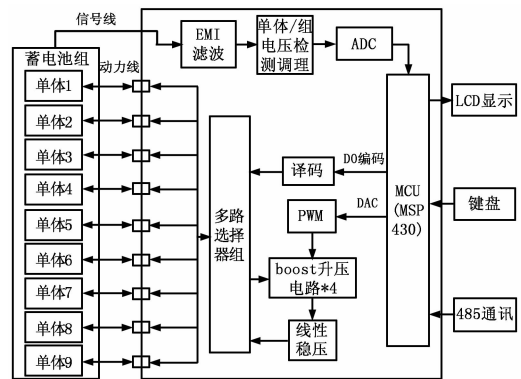 信号线
蓄电池组
动力线
单体1
单体2
单体3
单体4
单体5
单体6
单体7
单体8
单体9
EMI
滤波
单体/组
电压检
测调理
ADC
多路
选择
器组
译码
DO编码
PWM
DAC
boost升压
电路*4
线性
稳压
MCU
(MSP
430)
LCD显示
键盘
485通讯